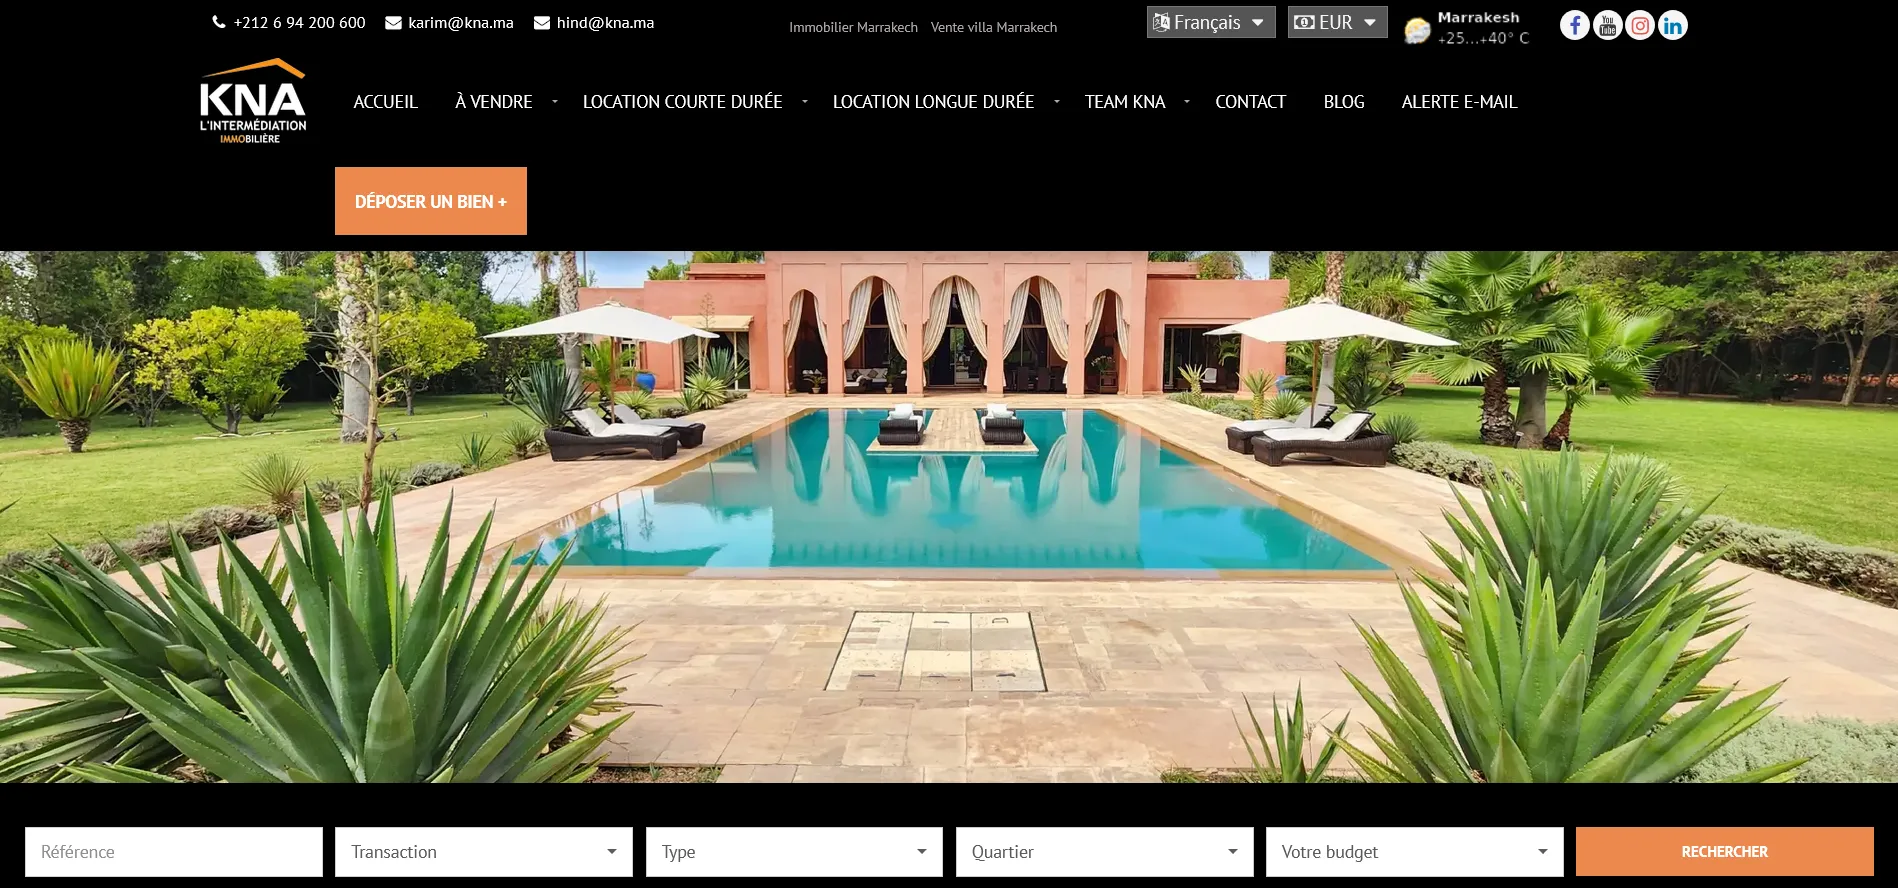 +212 6 94 200 600 karim@kna.ma hind@kna.ma
Immobilier Marrakech Vente villa Marrakech
Français EUR
Marrakesh
+25...+40° C
You
Tube
KNA
L'INTERMÉDIATION
IMMOBILIÈRE
ACCUEIL À VENDRE LOCATION COURTE DURÉE LOCATION LONGUE DURÉE TEAM KNA CONTACT BLOG ALERTE E-MAIL
DÉPOSER UN BIEN +
Référence Transaction Type Quartier Votre budget RECHERCHER